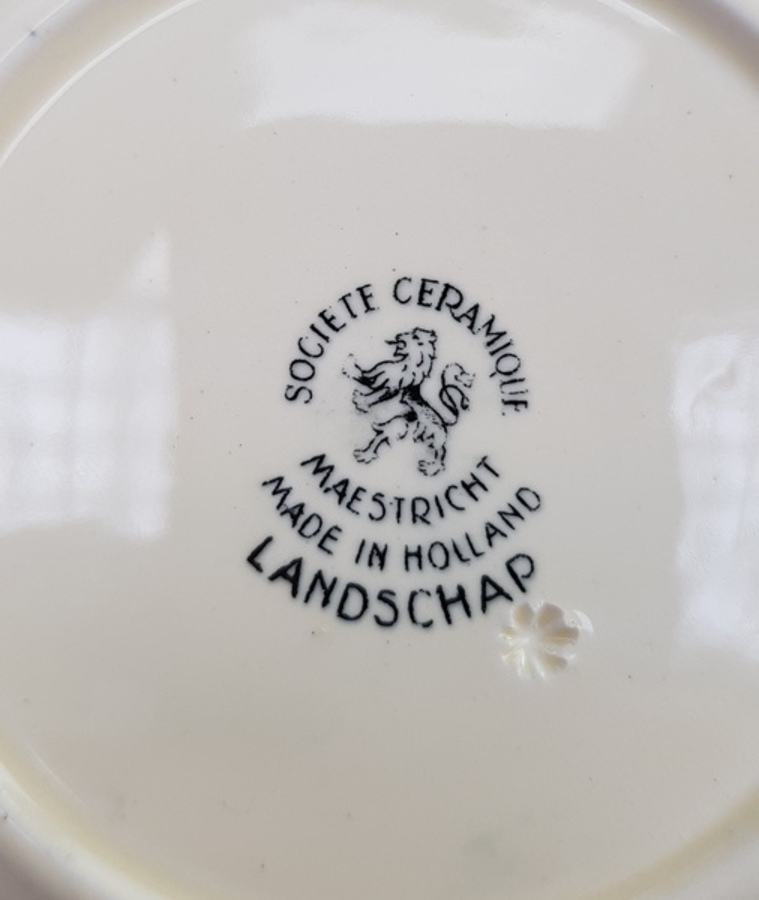 SOCIETE CERAMIQUE
MAESTRICHT
MADE IN HOLLAND
LANDSCHAP